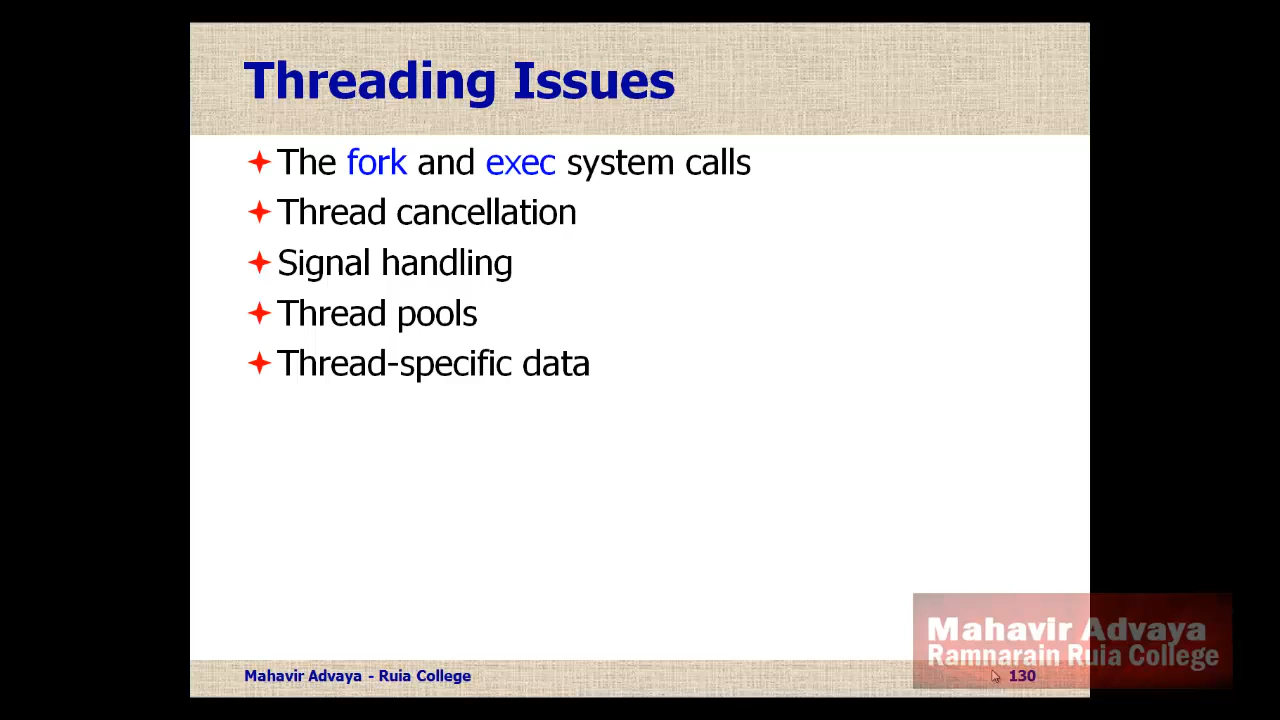 Threading Issues
The fork and exec system calls
Thread cancellation
Signal handling
Thread pools
Thread-specific data
Mahavir Advaya
Ramnarain Ruia College
Mahavir Advaya - Ruia College
130